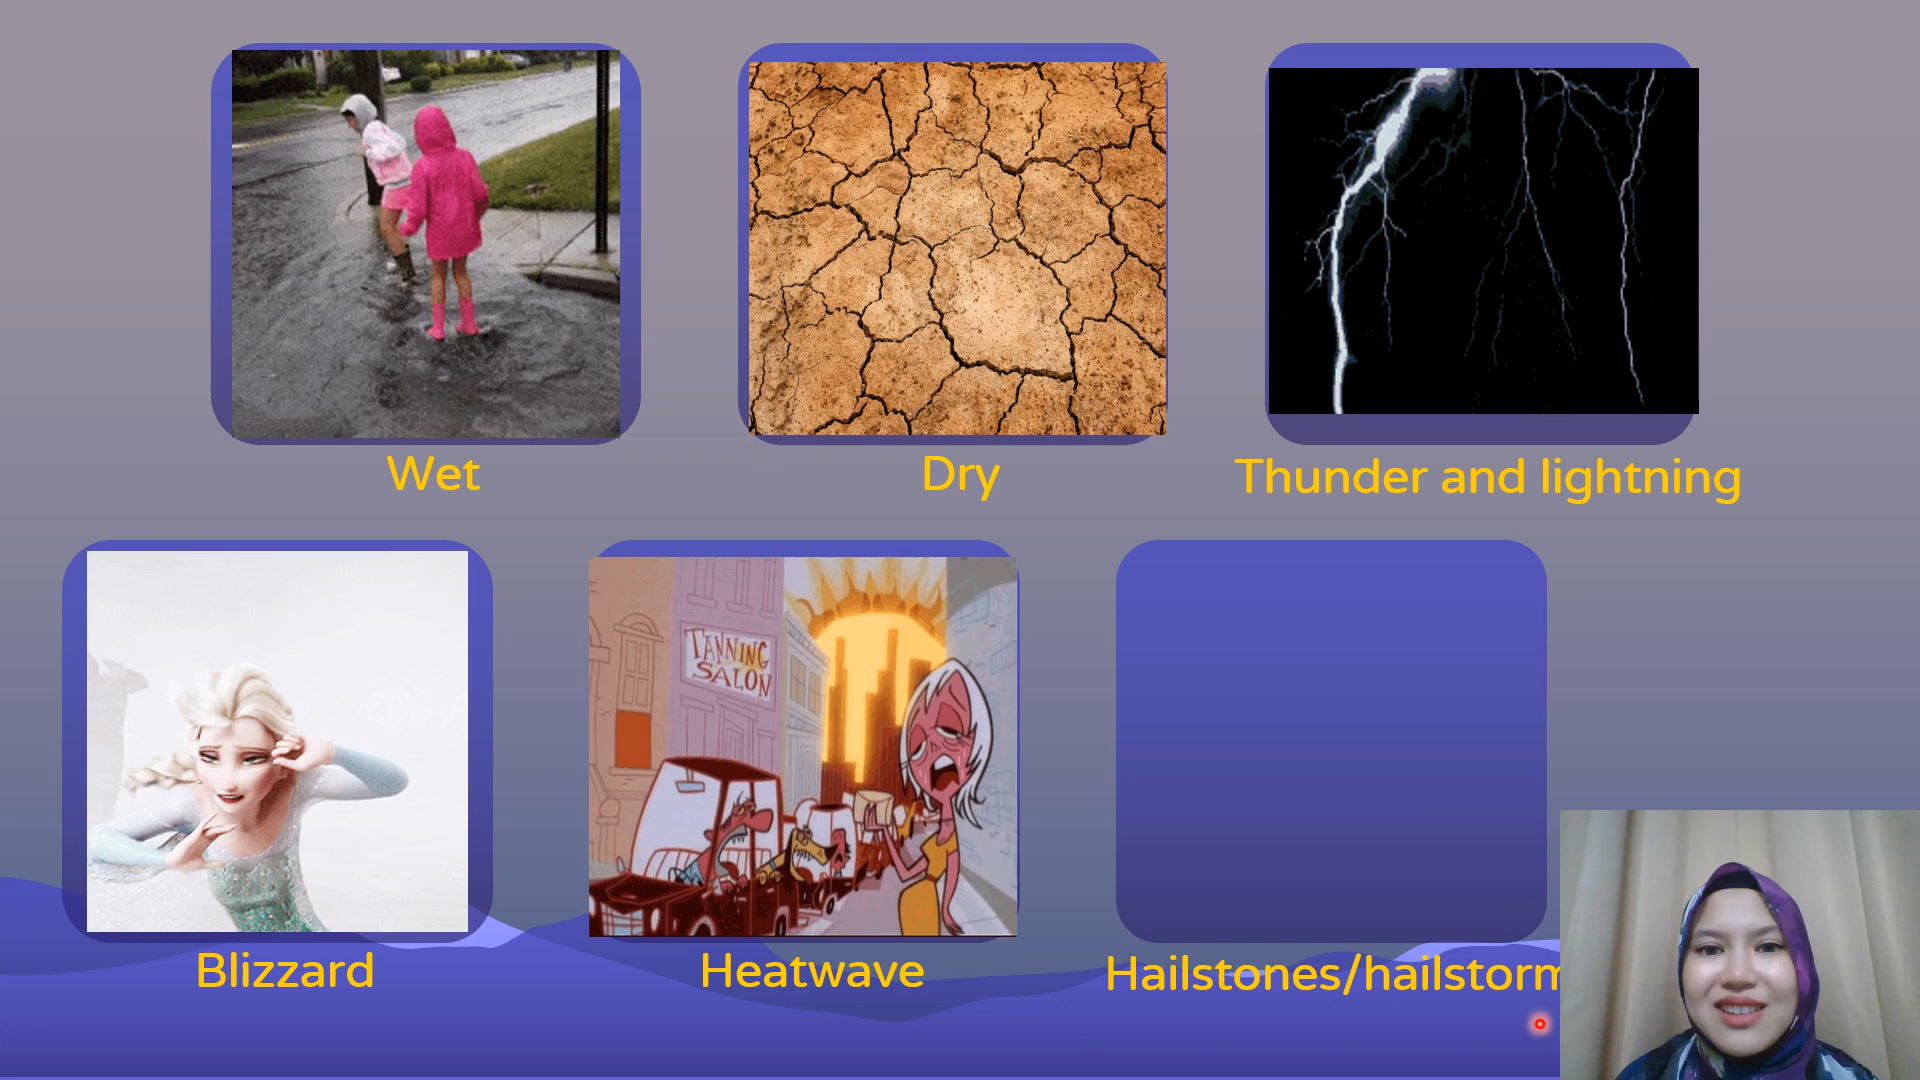 Wet
Dry
Thunder and lightning
TANNING
SALON
Blizzard
Heatwave
Hailstones/hailstorm